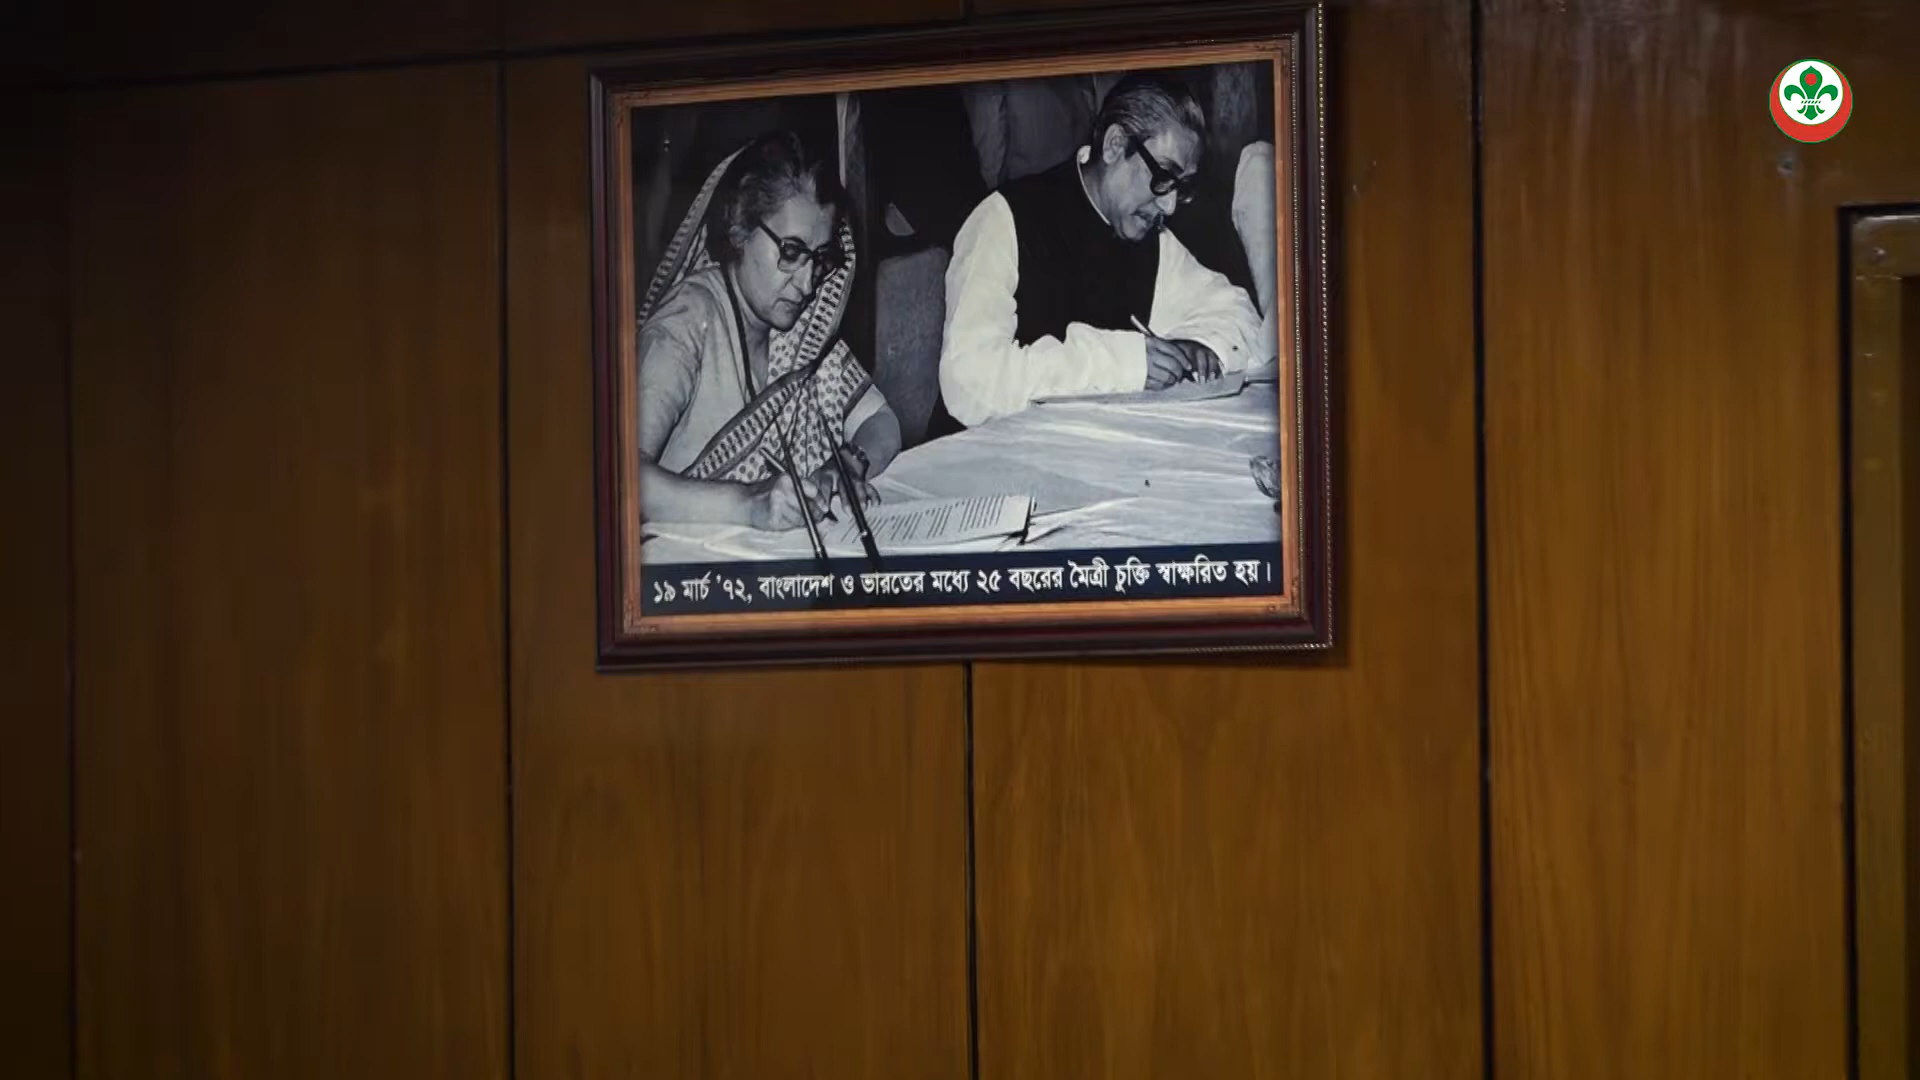 ১৯ মার্চ '৭২, বাংলাদেশ ও ভারতের মধ্যে ২৫ বছরের মৈত্রী চুক্তি স্বাক্ষরিত হয়।